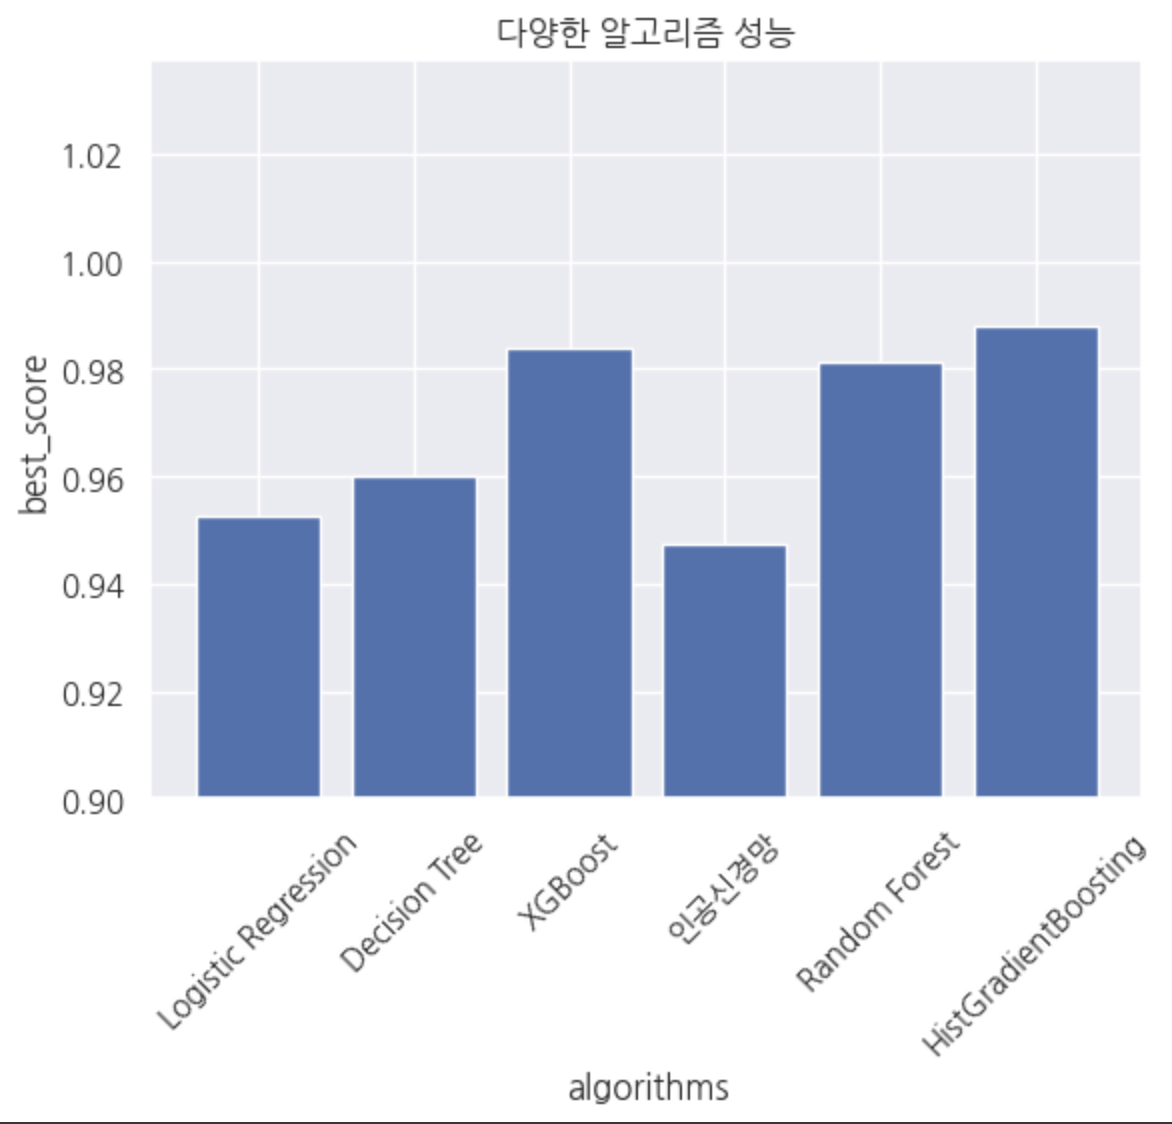 다양한 알고리즘 성능
1.02
1.00
0.98
0.96
0.94
0.92
0.90
best_score
Logistic Regression
Decision Tree
XGBoost
인공신경망
Random Forest
HistGradientBoosting
algorithms